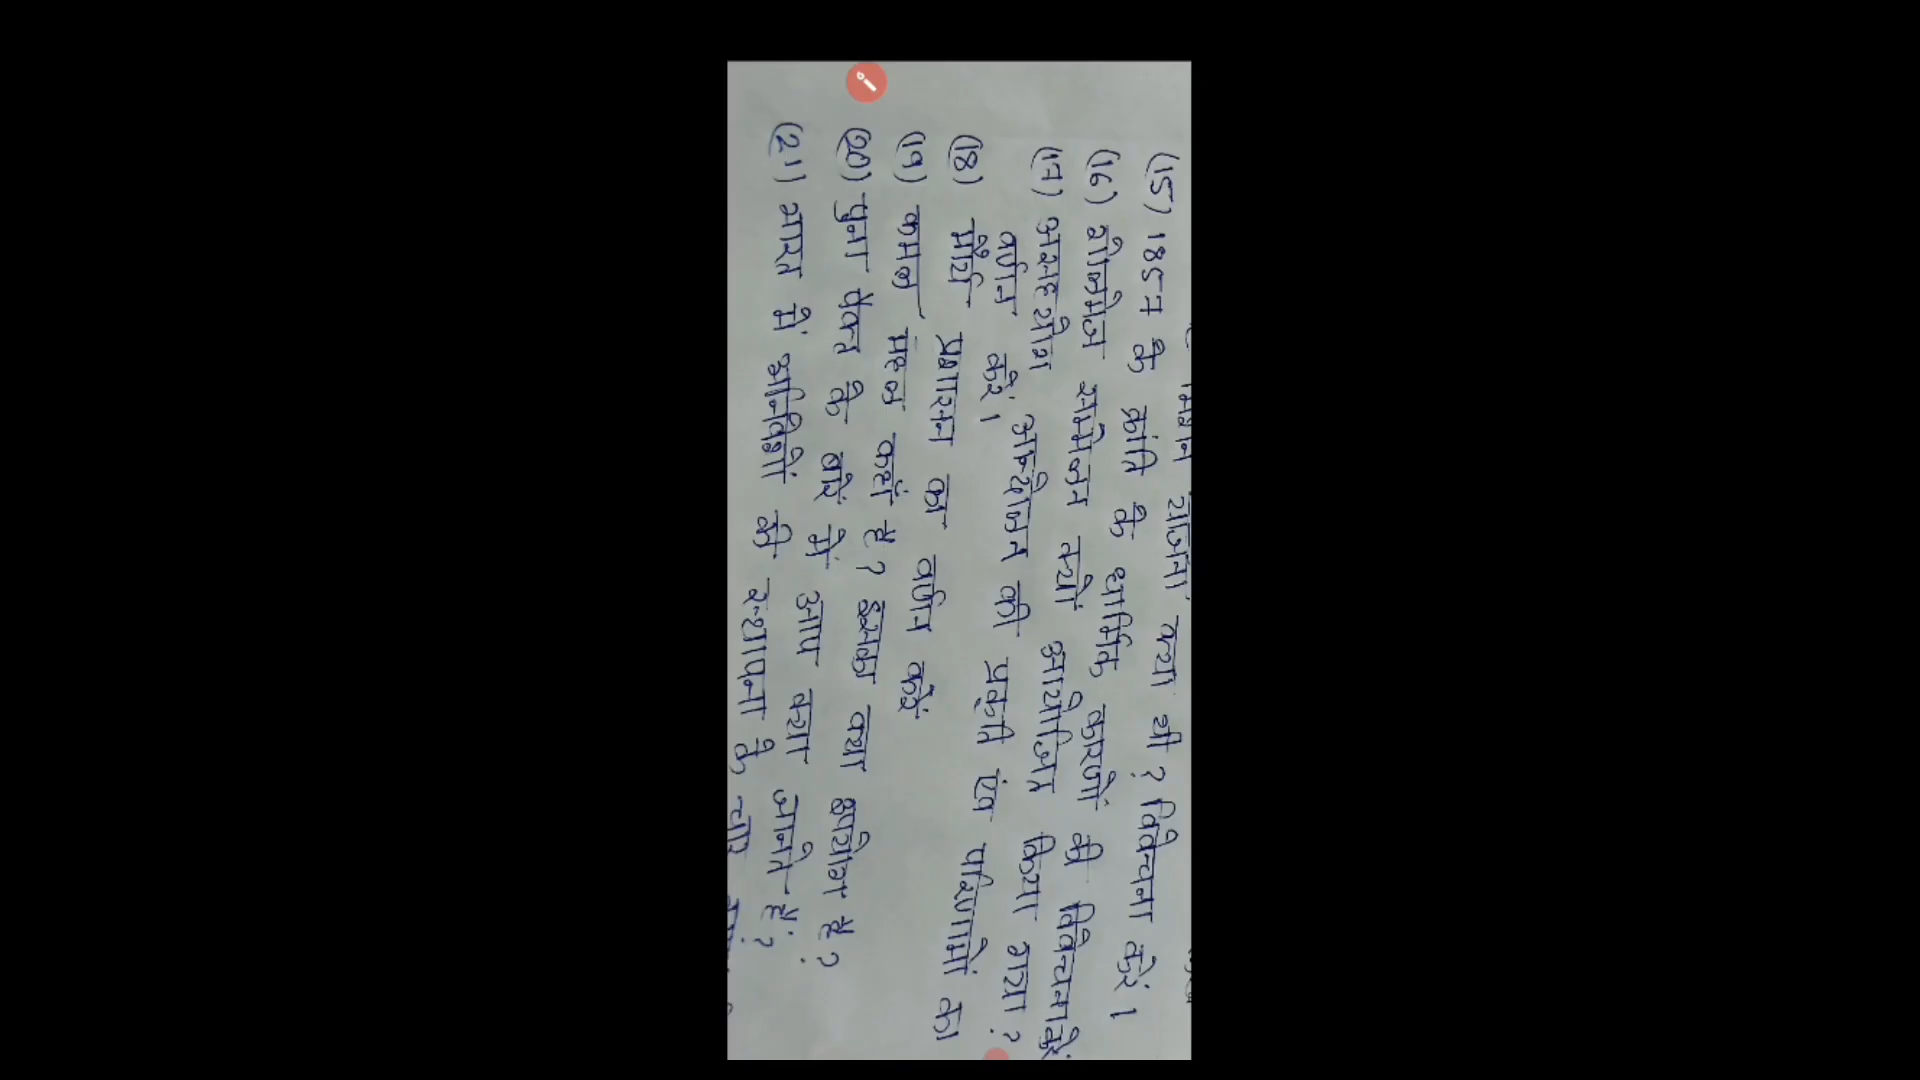 मिशन योजना क्या थी? विवेचना करें।
(15) 1857 के क्रांति के धार्मिक कारणों की विवेचना करें
(16) गोलमेज सम्मेलन क्यों आयोजित किया गया?
(17) असहयोग आन्दोलन की प्रकृति एंव परिणामों का
वर्णन करें।
(18) मौर्य प्रशासन का वर्णन करें
(19) कमल महल कहाँ है? इसका क्या उपयोग है?
(20) पुना पैक्ट के बारे में आप क्या जानते हैं?
(21) भारत में उपनिवेशों की स्थापना के चार